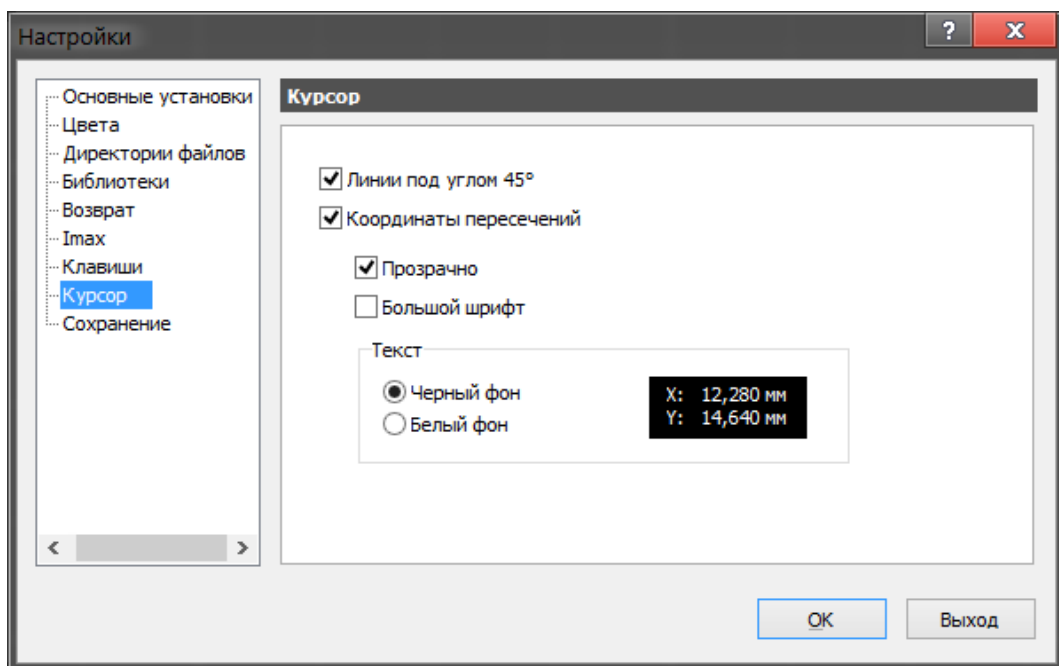 Настройки
?
x
Основные установки
Цвета
Директории файлов
Библиотеки
Возврат
Imax
Клавиши
Курсор
Сохранение
Курсор
Линии под углом 45°
Координаты пересечений
Прозрачно
Большой шрифт
Текст
Черный фон
Белый фон
X: 12,280 мм
Y: 14,640 мм
OK
Выход